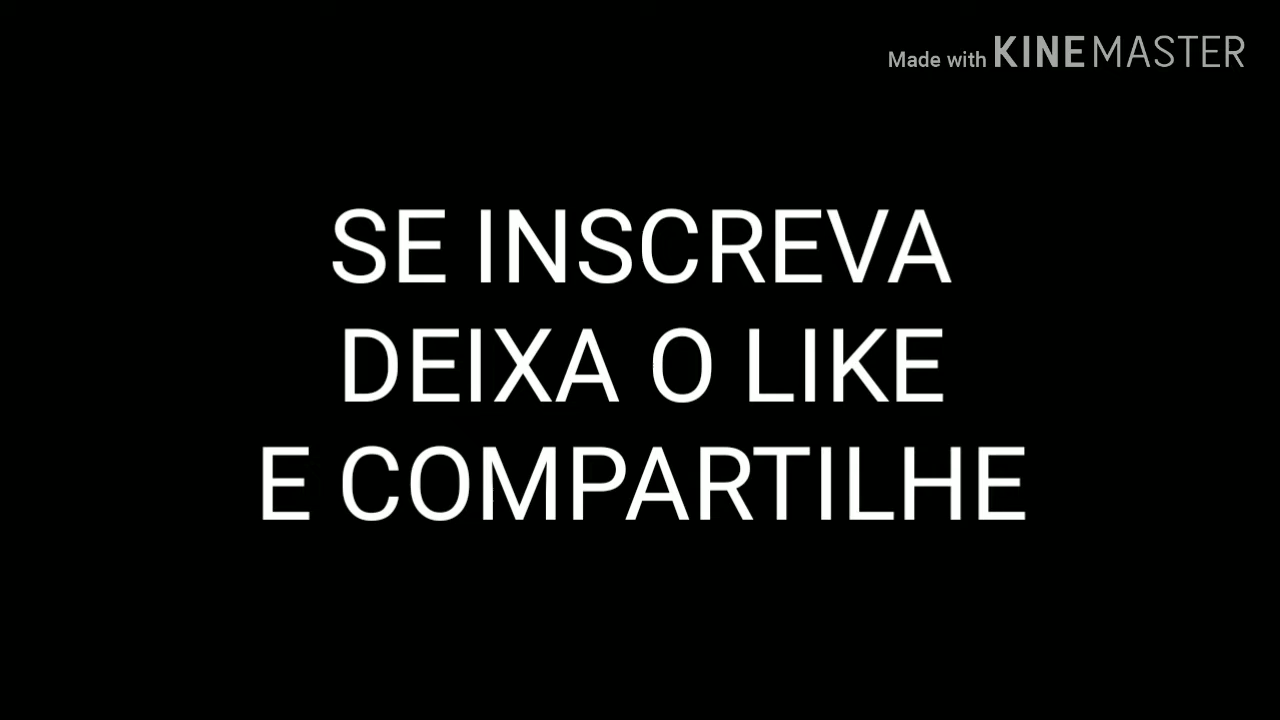 Made with KINEMASTER
SE INSCREVA
DEIXA O LIKE
E COMPARTILHE